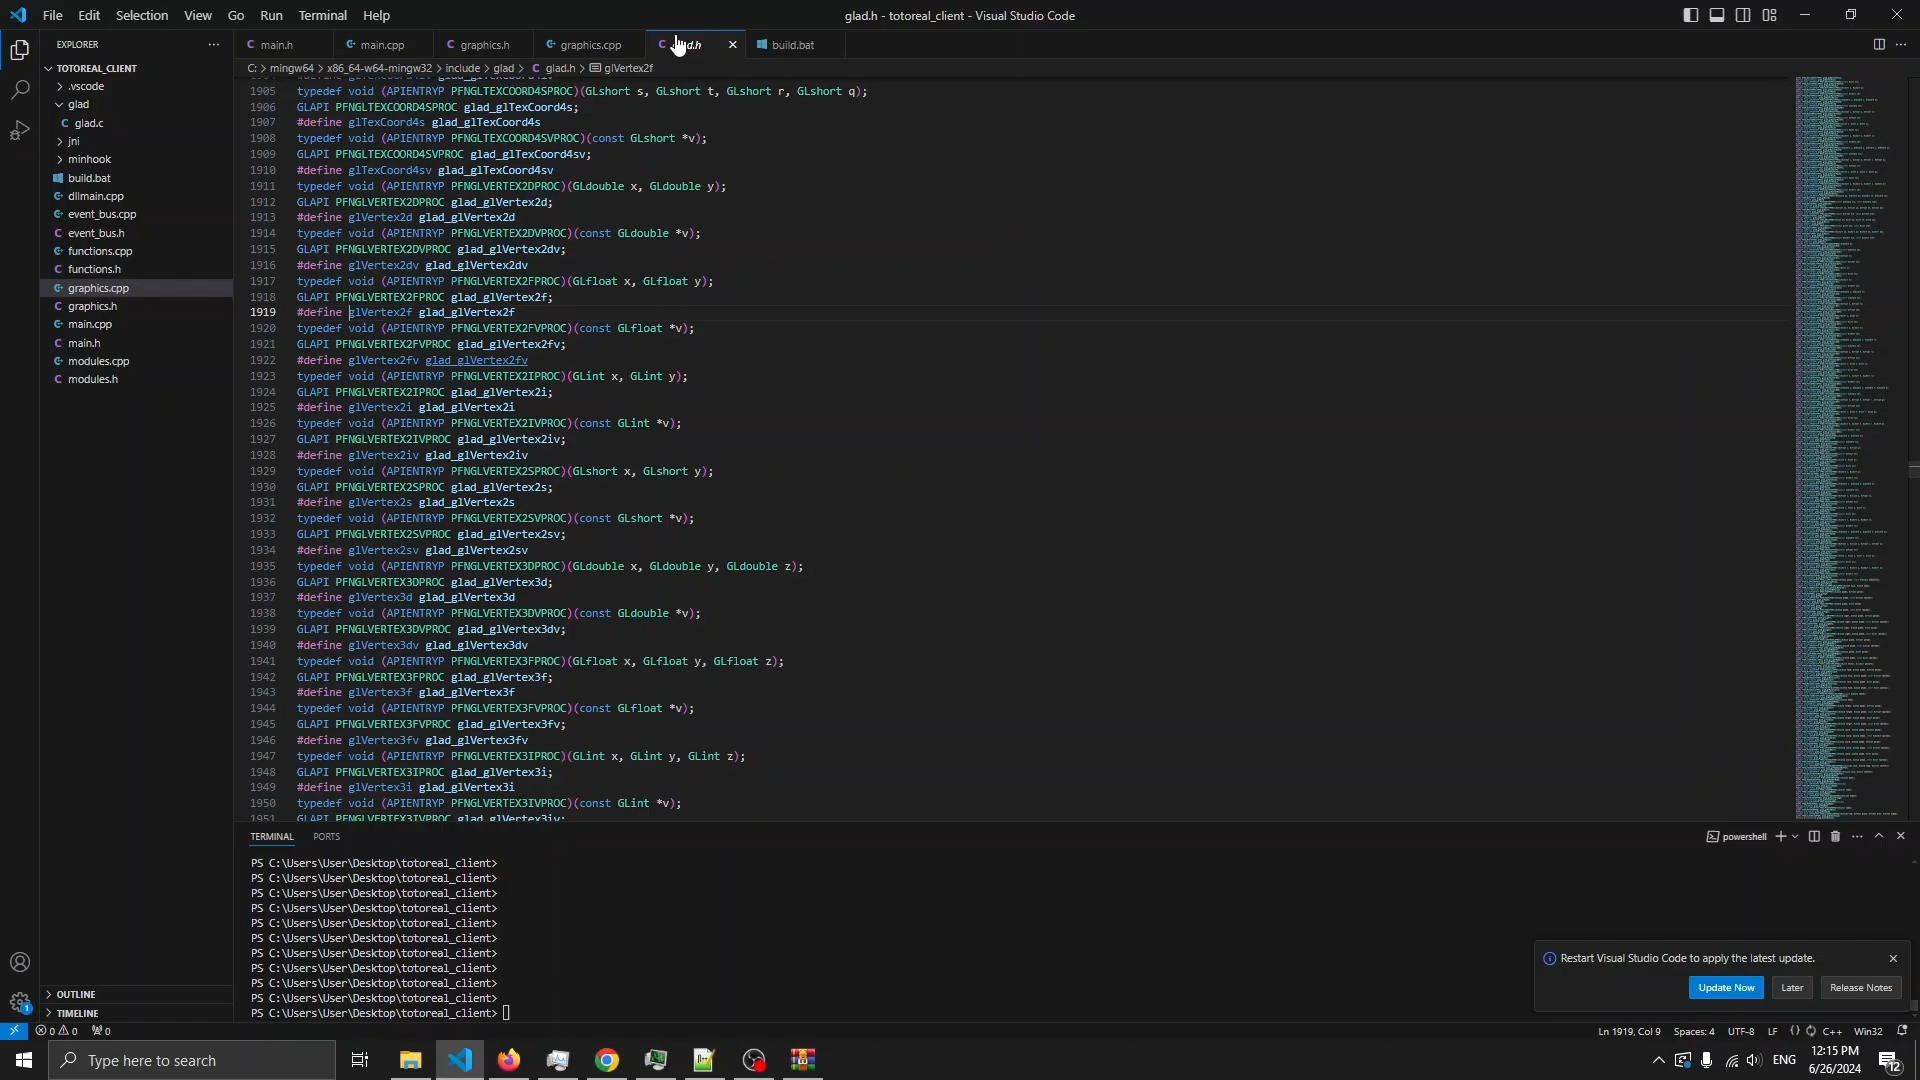 File Edit Selection View Go Run Terminal Help
glad.h - totoreal_client - Visual Studio Code
EXPLORER
main.h
main.cpp
graphics.h
graphics.cpp
build.bat
TOTOREAL_CLIENT
C: > mingw64 > x86_64-w64-mingw32 > include > glad > C glad.h > glVertex2f
.vscode
glad
glad.c
jni
minhook
build.bat
dllmain.cpp
event_bus.cpp
event_bus.h
functions.cpp
functions.h
graphics.cpp
graphics.h
main.cpp
main.h
modules.cpp
modules.h
1905 typedef void (APIENTRYP PFNGLTEXCOORD4SPROC)(GLshort s, GLshort t, GLshort r, GLshort q);
1906 GLAPI PFNGLTEXCOORD4SPROC glad_glTexCoord4s;
1907 #define glTexCoord4s glad_glTexCoord4s
1908 typedef void (APIENTRYP PFNGLTEXCOORD4SVPROC)(const GLshort *v);
1909 GLAPI PFNGLTEXCOORD4SVPROC glad_glTexCoord4sv;
1910 #define glTexCoord4sv glad_glTexCoord4sv
1911 typedef void (APIENTRYP PFNGLVERTEX2DPROC)(GLdouble x, GLdouble y);
1912 GLAPI PFNGLVERTEX2DPROC glad_glVertex2d;
1913 #define glVertex2d glad_glVertex2d
1914 typedef void (APIENTRYP PFNGLVERTEX2DVPROC)(const GLdouble *v);
1915 GLAPI PFNGLVERTEX2DVPROC glad_glVertex2dv;
1916 #define glVertex2dv glad_glVertex2dv
1917 typedef void (APIENTRYP PFNGLVERTEX2FPROC)(GLfloat x, GLfloat y);
1918 GLAPI PFNGLVERTEX2FPROC glad_glVertex2f;
1919 #define glVertex2f glad_glVertex2f
1920 typedef void (APIENTRYP PFNGLVERTEX2FVPROC)(const GLfloat *v);
1921 GLAPI PFNGLVERTEX2FVPROC glad_glVertex2fv;
1922 #define glVertex2fv glad_glVertex2fv
1923 typedef void (APIENTRYP PFNGLVERTEX2IPROC)(GLint x, GLint y);
1924 GLAPI PFNGLVERTEX2IPROC glad_glVertex2i;
1925 #define glVertex2i glad_glVertex2i
1926 typedef void (APIENTRYP PFNGLVERTEX2IVPROC)(const GLint *v);
1927 GLAPI PFNGLVERTEX2IVPROC glad_glVertex2iv;
1928 #define glVertex2iv glad_glVertex2iv
1929 typedef void (APIENTRYP PFNGLVERTEX2SPROC)(GLshort x, GLshort y);
1930 GLAPI PFNGLVERTEX2SPROC glad_glVertex2s;
1931 #define glVertex2s glad_glVertex2s
1932 typedef void (APIENTRYP PFNGLVERTEX2SVPROC)(const GLshort *v);
1933 GLAPI PFNGLVERTEX2SVPROC glad_glVertex2sv;
1934 #define glVertex2sv glad_glVertex2sv
1935 typedef void (APIENTRYP PFNGLVERTEX3DPROC)(GLdouble x, GLdouble y, GLdouble z);
1936 GLAPI PFNGLVERTEX3DPROC glad_glVertex3d;
1937 #define glVertex3d glad_glVertex3d
1938 typedef void (APIENTRYP PFNGLVERTEX3DVPROC)(const GLdouble *v);
1939 GLAPI PFNGLVERTEX3DVPROC glad_glVertex3dv;
1940 #define glVertex3dv glad_glVertex3dv
1941 typedef void (APIENTRYP PFNGLVERTEX3FPROC)(GLfloat x, GLfloat y, GLfloat z);
1942 GLAPI PFNGLVERTEX3FPROC glad_glVertex3f;
1943 #define glVertex3f glad_glVertex3f
1944 typedef void (APIENTRYP PFNGLVERTEX3FVPROC)(const GLfloat *v);
1945 GLAPI PFNGLVERTEX3FVPROC glad_glVertex3fv;
1946 #define glVertex3fv glad_glVertex3fv
1947 typedef void (APIENTRYP PFNGLVERTEX3IPROC)(GLint x, GLint y, GLint z);
1948 GLAPI PFNGLVERTEX3IPROC glad_glVertex3i;
1949 #define glVertex3i glad_glVertex3i
1950 typedef void (APIENTRYP PFNGLVERTEX3IVPROC)(const GLint *v);
1951 GLAPI PFNGLVERTEX3IVPROC glad_glVertex3iv;
TERMINAL PORTS
powershell
PS C:\Users\User\Desktop\totoreal_client>
PS C:\Users\User\Desktop\totoreal_client>
PS C:\Users\User\Desktop\totoreal_client>
PS C:\Users\User\Desktop\totoreal_client>
PS C:\Users\User\Desktop\totoreal_client>
PS C:\Users\User\Desktop\totoreal_client>
PS C:\Users\User\Desktop\totoreal_client>
PS C:\Users\User\Desktop\totoreal_client>
PS C:\Users\User\Desktop\totoreal_client>
PS C:\Users\User\Desktop\totoreal_client>
PS C:\Users\User\Desktop\totoreal_client>
Restart Visual Studio Code to apply the latest update.
Update Now
Later
Release Notes
OUTLINE
TIMELINE
1
0 0 0
Ln 1919, Col 9 Spaces: 4 UTF-8 LF {} C++ Win32
Type here to search
ENG
12:15 PM
6/26/2024
12